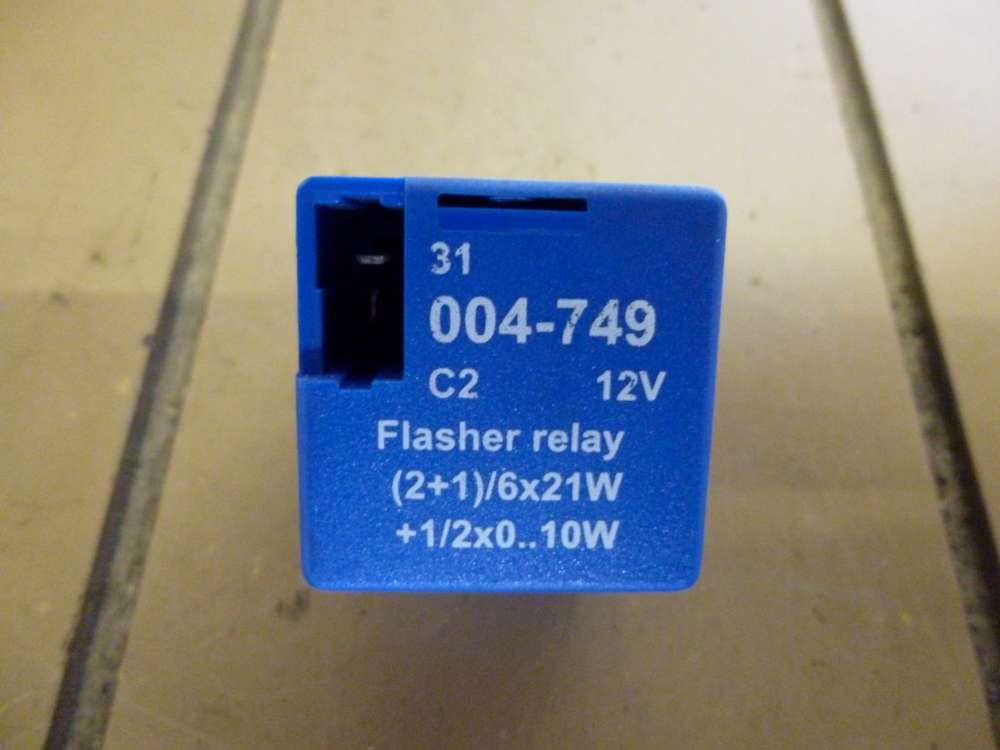 31
004-749
C2 12V
Flasher relay
(2+1)/6x21W
+1/2x0..10W